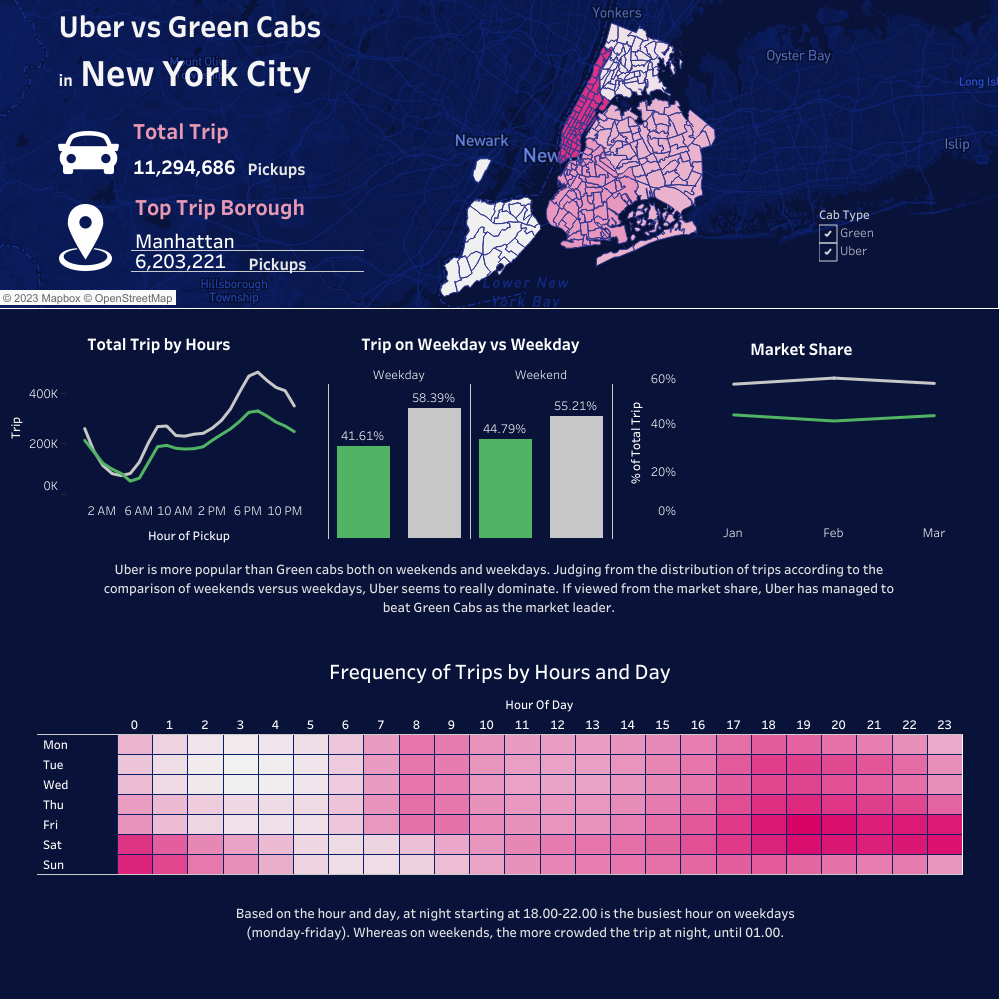 Uber vs Green Cabs
in New York City
Total Trip
11,294,686 Pickups
Top Trip Borough
Manhattan
6,203,221 Pickups
Yonkers
Mount Olive
Oyster Bay
Long Isl
Newark
New
Islip
Cab Type
Green
Uber
Hillsborough
Township
Lower New
York Bay
© 2023 Mapbox © OpenStreetMap
Total Trip by Hours
400K
Trip
200K
0K
2 AM 6 AM 10 AM 2 PM 6 PM 10 PM
Hour of Pickup
Trip on Weekday vs Weekday
Weekday Weekend
58.39%
41.61%
55.21%
44.79%
Market Share
60%
% of Total Trip
40%
20%
0%
Jan Feb Mar
Uber is more popular than Green cabs both on weekends and weekdays. Judging from the distribution of trips according to the
comparison of weekends versus weekdays, Uber seems to really dominate. If viewed from the market share, Uber has managed to
beat Green Cabs as the market leader.
Frequency of Trips by Hours and Day
Hour Of Day
0 1 2 3 4 5 6 7 8 9 10 11 12 13 14 15 16 17 18 19 20 21 22 23
Mon
Tue
Wed
Thu
Fri
Sat
Sun
Based on the hour and day, at night starting at 18.00-22.00 is the busiest hour on weekdays
(monday-friday). Whereas on weekends, the more crowded the trip at night, until 01.00.